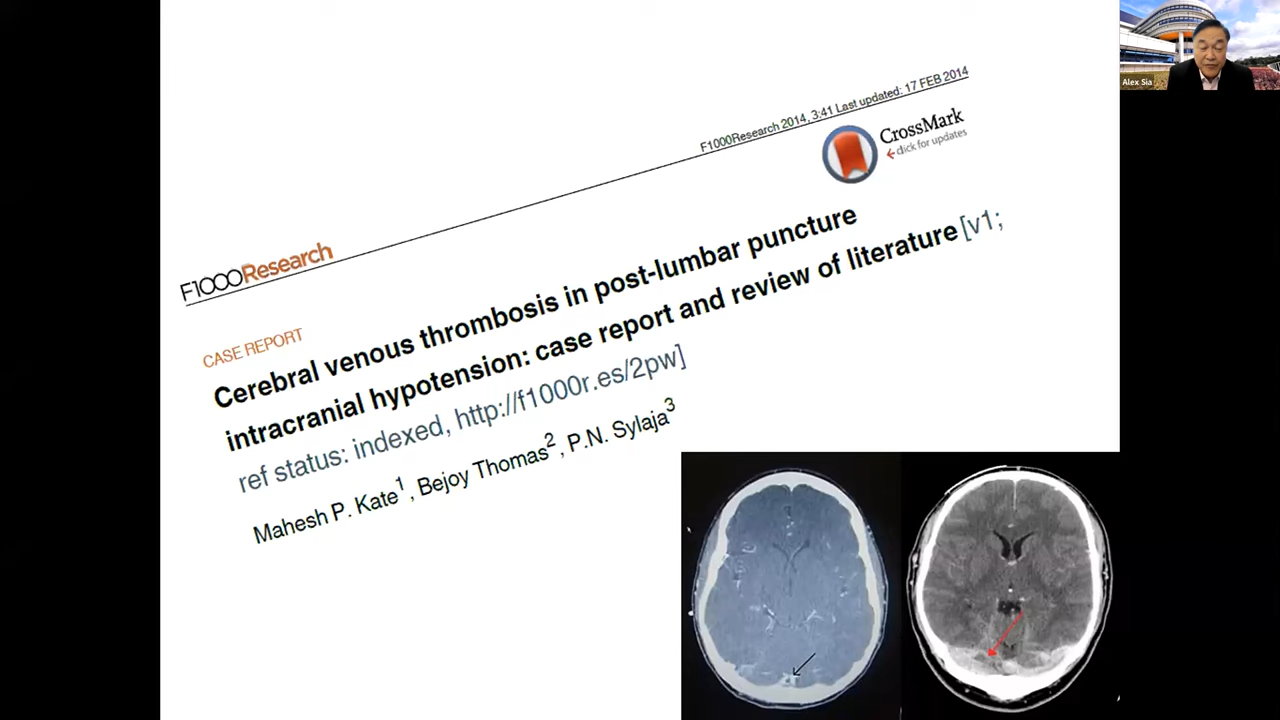 Alex Sia
F1000Research 2014, 3:41 Last updated: 17 FEB 2014
CrossMark
click for updates
F1000Research
CASE REPORT
Cerebral venous thrombosis in post-lumbar puncture
intracranial hypotension: case report and review of literature [v1;
ref status: indexed, http://f1000r.es/2pw]
Mahesh P. Kate1, Bejoy Thomas2, P.N. Sylaja3